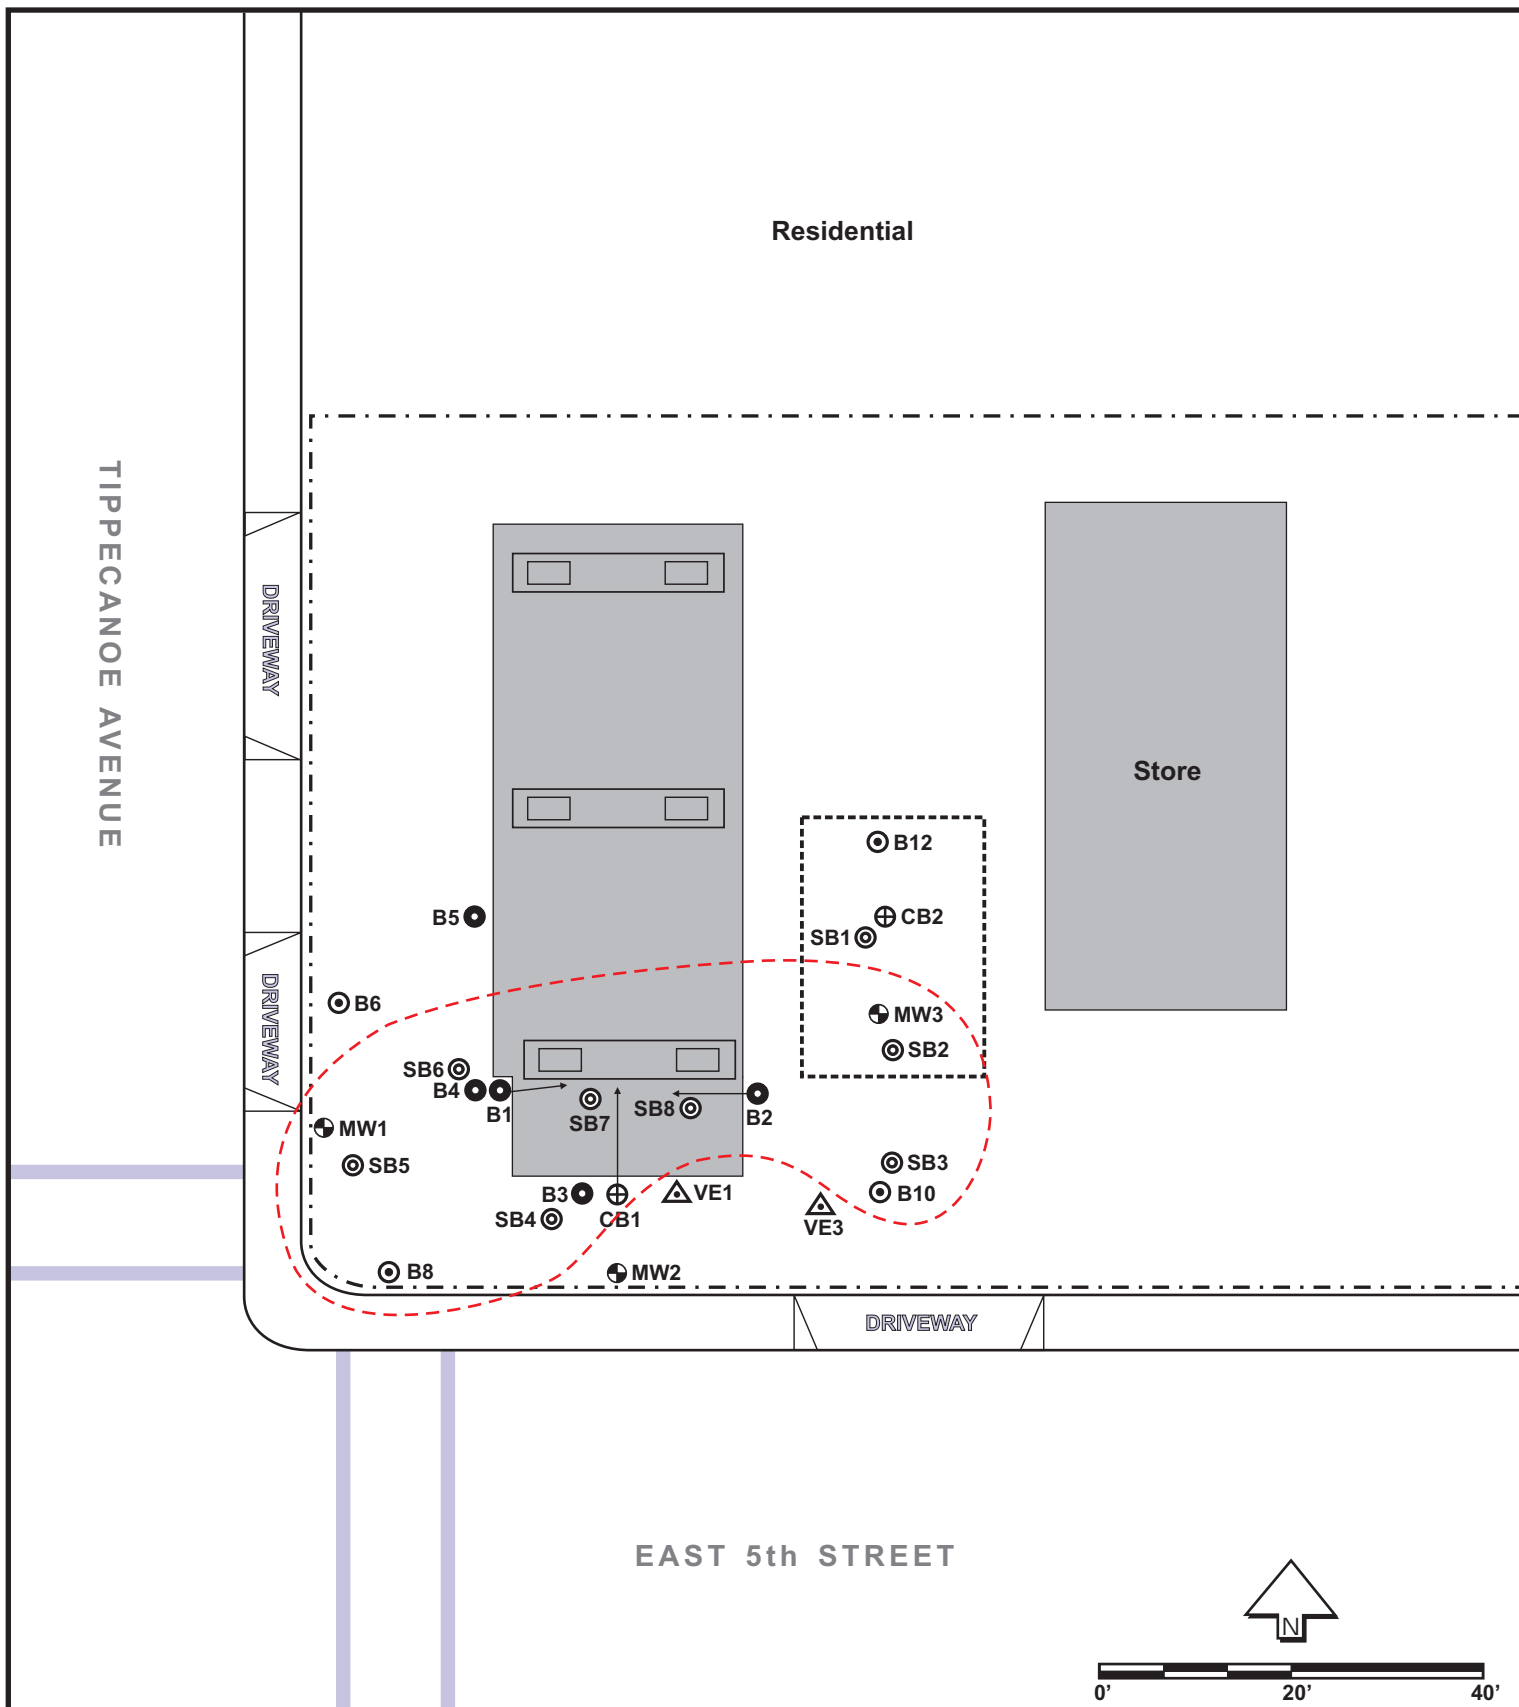 Residential
TIPPECANOE AVENUE
DRIVEWAY
Store
B12
B5
CB2
SB1
DRIVEWAY
B6
MW3
SB2
SB6
B4
B1
SB7
SB8
B2
MW1
SB5
SB3
B3
CB1
VE1
B10
SB4
VE3
B8
MW2
DRIVEWAY
EAST 5th STREET
N
0' 20' 40'